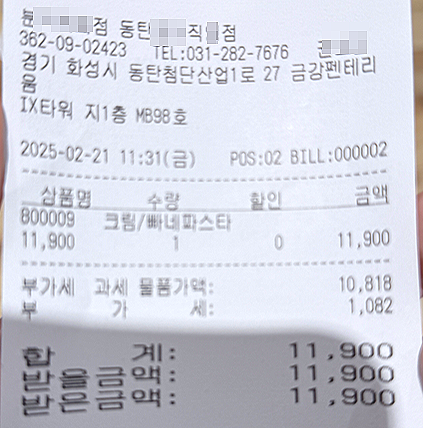 점 동탄 직 점
362-09-02423 TEL:031-282-7676
경기 화성시 동탄첨단산업1로 27 금강펜테리
움
IX타워 지1층 MB98호
2025-02-21 11:31(금) POS:02 BILL:000002
상품명 수량 할인 금액
800009 크림/빠네파스타
11,900 1 0 11,900
부가세 과세 물품가액: 10,818
부 가 세: 1,082
합 계: 11,900
받을금액: 11,900
받은금액: 11,900